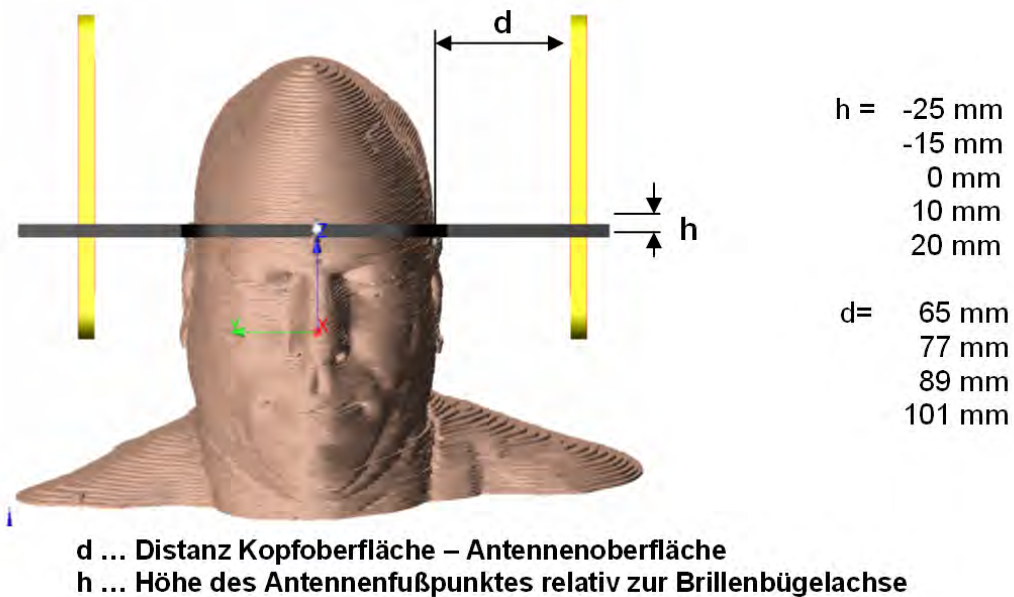 d
h = -25 mm
-15 mm
0 mm
10 mm
20 mm
h
d= 65 mm
77 mm
89 mm
101 mm
Z
Y
X
d ... Distanz Kopfoberfläche – Antennenoberfläche
h ... Höhe des Antennenfußpunktes relativ zur Brillenbügelachse